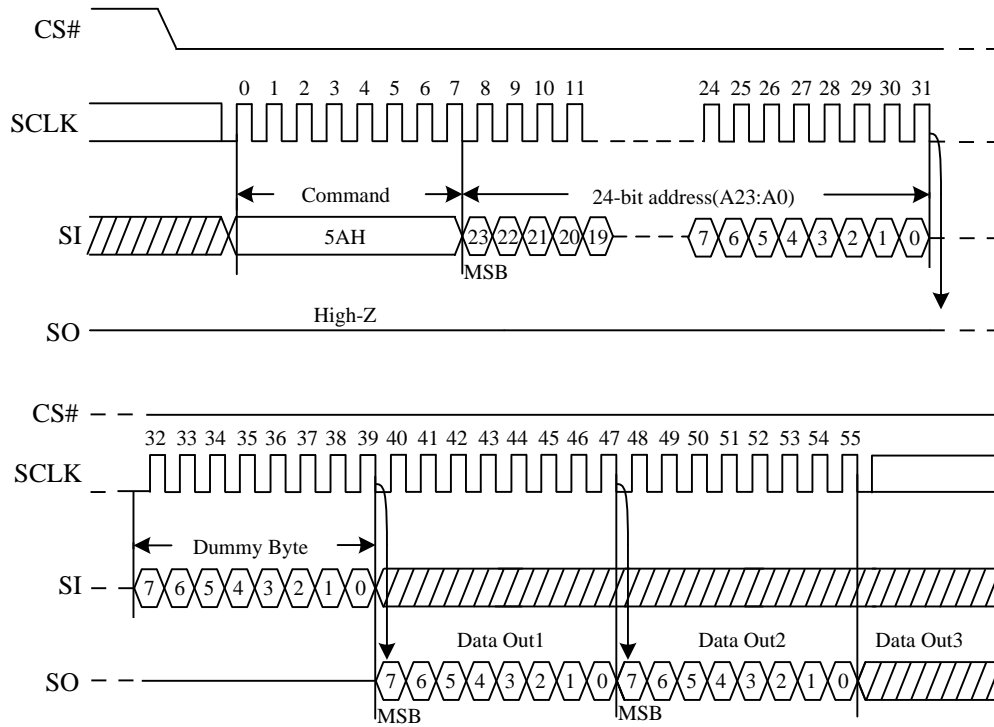 CS#
0 1 2 3 4 5 6 7 8 9 10 11 24 25 26 27 28 29 30 31
SCLK
Command 24-bit address(A23:A0)
SI 5AH 23 22 21 20 19 7 6 5 4 3 2 1 0
MSB
High-Z
SO
CS#
32 33 34 35 36 37 38 39 40 41 42 43 44 45 46 47 48 49 50 51 52 53 54 55
SCLK
Dummy Byte
SI 7 6 5 4 3 2 1 0
Data Out1 Data Out2 Data Out3
SO 7 6 5 4 3 2 1 0 7 6 5 4 3 2 1 0
MSB MSB